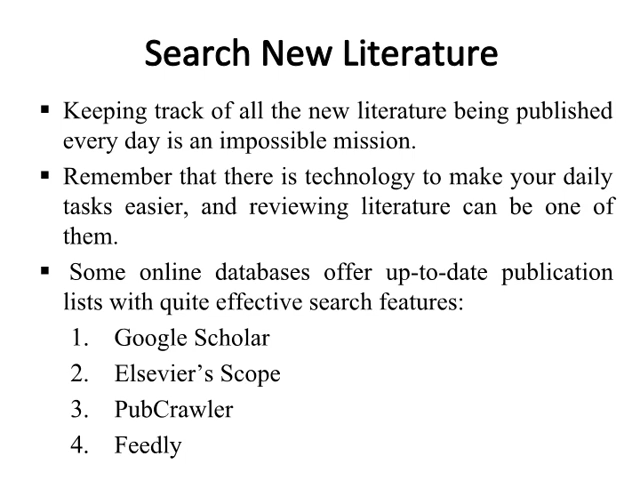 Search New Literature
▪ Keeping track of all the new literature being published
every day is an impossible mission.
▪ Remember that there is technology to make your daily
tasks easier, and reviewing literature can be one of
them.
▪ Some online databases offer up-to-date publication
lists with quite effective search features:
1. Google Scholar
2. Elsevier’s Scope
3. PubCrawler
4. Feedly